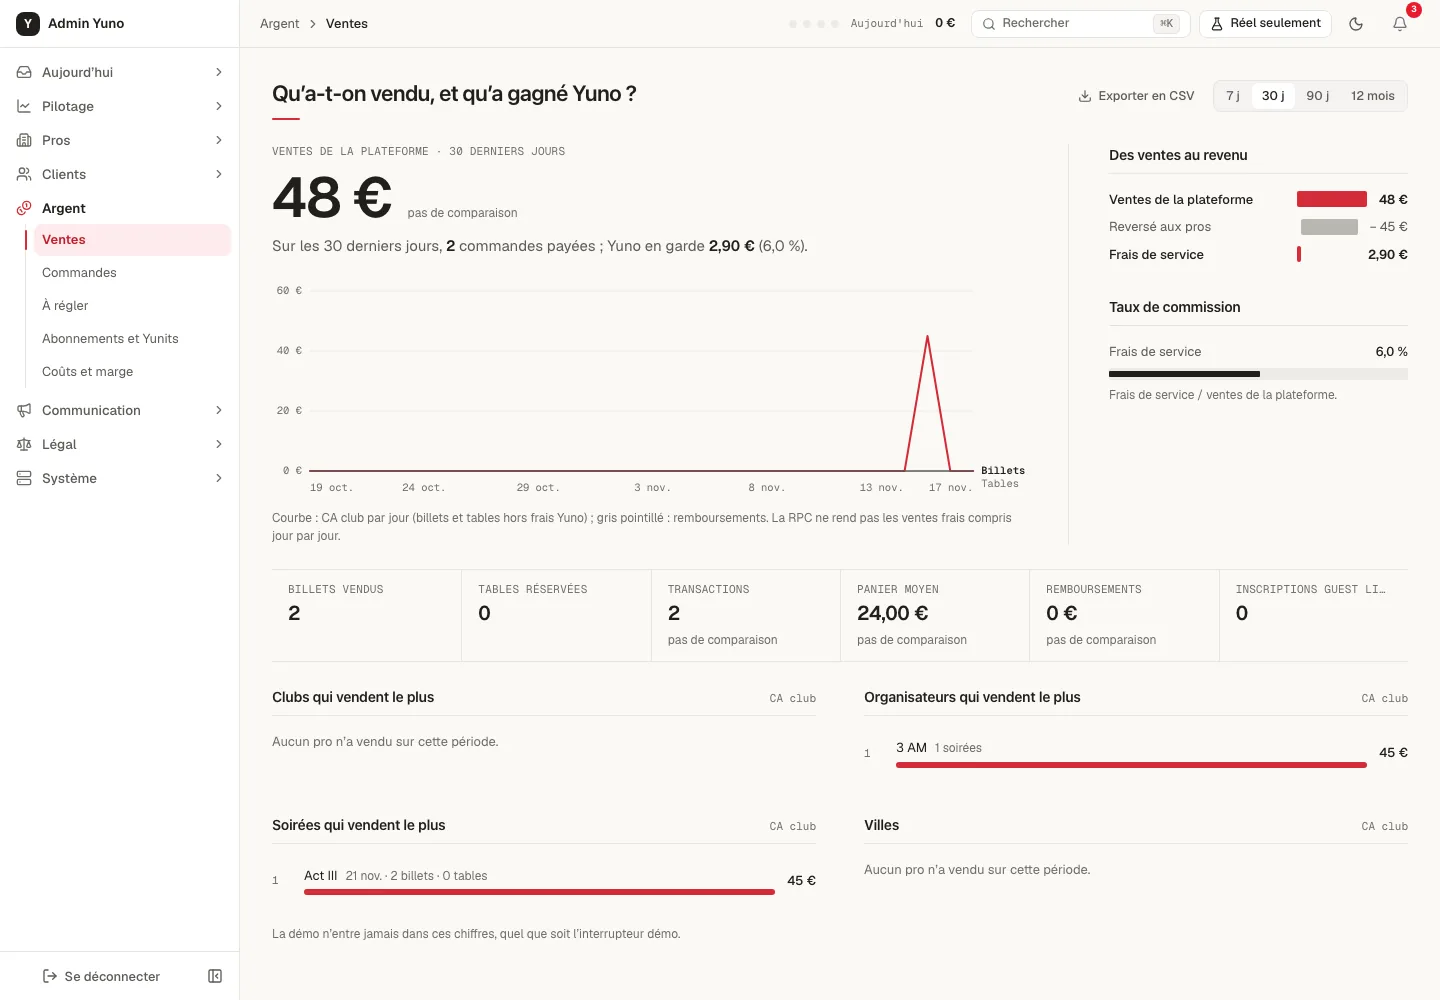 Y Admin Yuno
Argent > Ventes
Aujourd'hui 0 €
Rechercher ⌘K
Réel seulement
3
Aujourd'hui
Pilotage
Pros
Clients
Argent
Ventes
Commandes
À régler
Abonnements et Yunits
Coûts et marge
Communication
Légal
Système
Se déconnecter
Qu'a-t-on vendu, et qu'a gagné Yuno ?
Exporter en CSV
7 j 30 j 90 j 12 mois
VENTES DE LA PLATEFORME · 30 DERNIERS JOURS
48 € pas de comparaison
Sur les 30 derniers jours, 2 commandes payées ; Yuno en garde 2,90 € (6,0 %).
60 €
40 €
20 €
0 €
Billets
Tables
19 oct. 24 oct. 29 oct. 3 nov. 8 nov. 13 nov. 17 nov.
Courbe : CA club par jour (billets et tables hors frais Yuno) ; gris pointillé : remboursements. La RPC ne rend pas les ventes frais compris
jour par jour.
Des ventes au revenu
Ventes de la plateforme 48 €
Reversé aux pros – 45 €
Frais de service 2,90 €
Taux de commission
Frais de service 6,0 %
Frais de service / ventes de la plateforme.
BILLETS VENDUS
2
TABLES RÉSERVÉES
0
TRANSACTIONS
2
pas de comparaison
PANIER MOYEN
24,00 €
pas de comparaison
REMBOURSEMENTS
0 €
pas de comparaison
INSCRIPTIONS GUEST LI…
0
Clubs qui vendent le plus CA club
Aucun pro n'a vendu sur cette période.
Organisateurs qui vendent le plus CA club
1 3 AM 1 soirées 45 €
Soirées qui vendent le plus CA club
1 Act III 21 nov. · 2 billets · 0 tables 45 €
Villes CA club
Aucun pro n'a vendu sur cette période.
La démo n'entre jamais dans ces chiffres, quel que soit l'interrupteur démo.